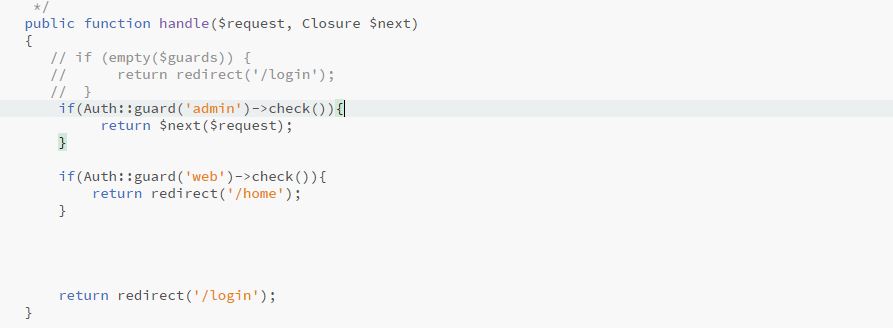 */
public function handle($request, Closure $next)
{
// if (empty($guards)) {
//      return redirect('/login');
//  }
if(Auth::guard('admin')->check()){
return $next($request);
}
if(Auth::guard('web')->check()){
return redirect('/home');
}
return redirect('/login');
}